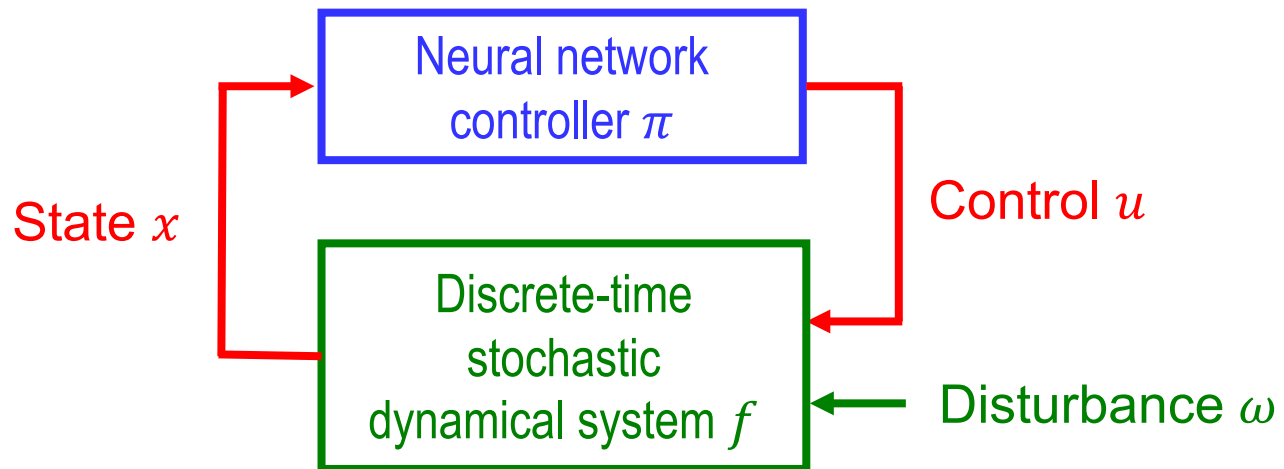 Neural network
controller π
State x
Control u
Discrete-time
stochastic
dynamical system f
Disturbance ω